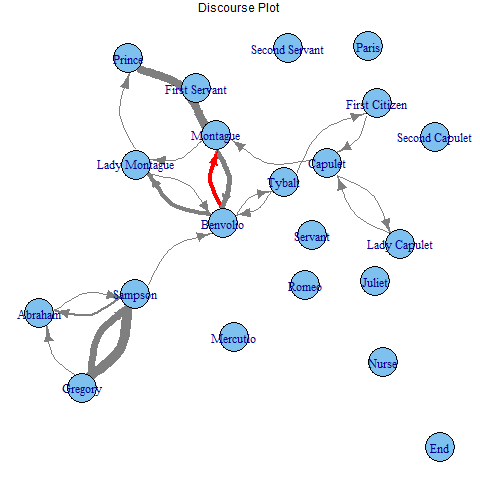 Discourse Plot
Second Servant
Paris
Prince
First Servant
First Citizen
Montague
Second Capulet
Lady Montague
Capulet
Tybalt
Benvolio
Servant
Lady Capulet
Romeo
Juliet
Sampson
Abraham
Mercutio
Nurse
Gregory
End